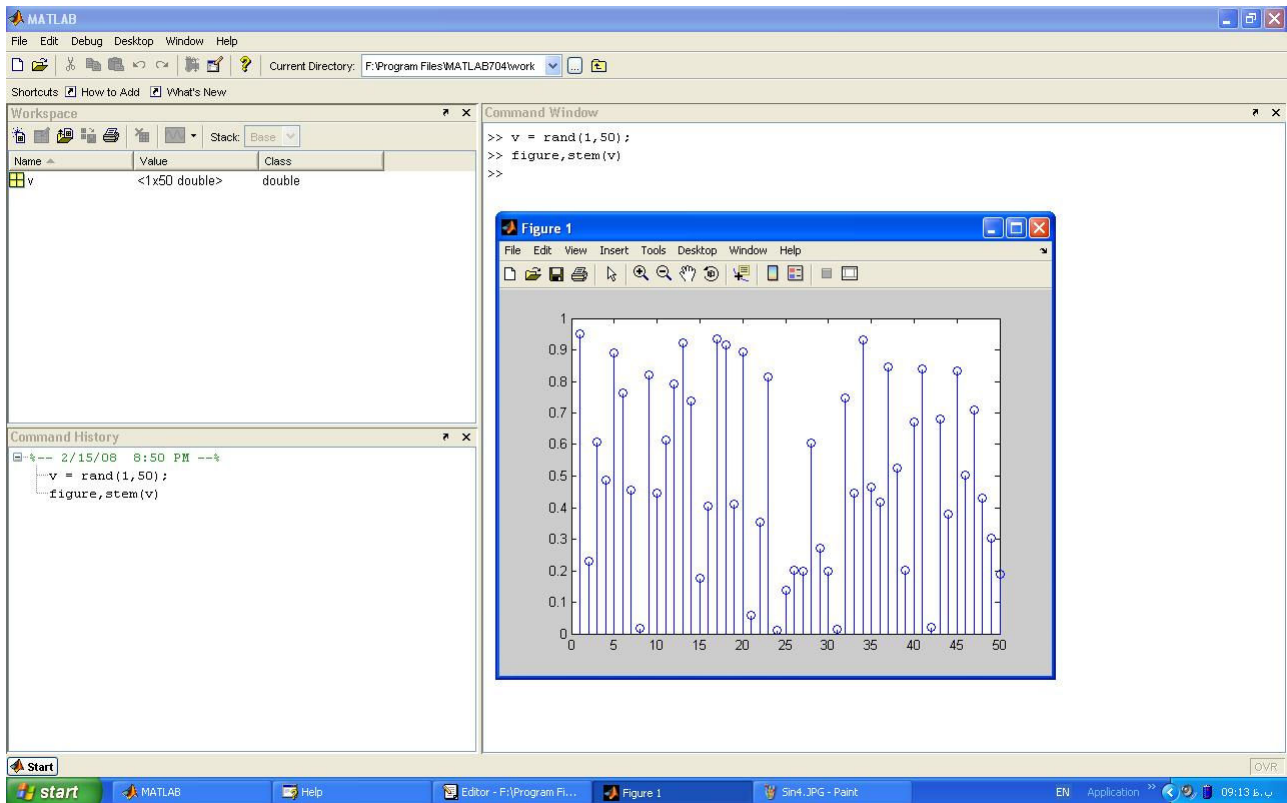 MATLAB
File Edit Debug Desktop Window Help
Current Directory: F:\Program Files\MATLAB704\work
Shortcuts How to Add What's New
Workspace
Stack: Base
Name Value Class
v <1x50 double> double
Command History
%-- 2/15/08 8:50 PM --%
v = rand(1,50);
figure,stem(v)
Command Window
>> v = rand(1,50);
>> figure,stem(v)
>>
Figure 1
File Edit View Insert Tools Desktop Window Help
1
0.9
0.8
0.7
0.6
0.5
0.4
0.3
0.2
0.1
0
0 5 10 15 20 25 30 35 40 45 50
Start
OVR
start MATLAB Help Editor - F:\Program Fi... Figure 1 Sin4.JPG - Paint EN Application » 09:13 ب.ظ